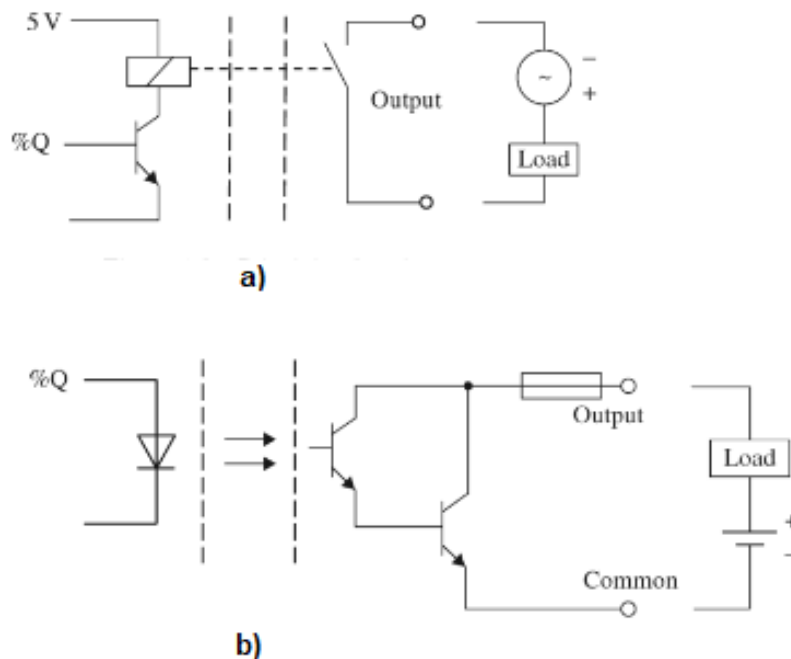 5 V
%Q
Output
~
−
+
Load
a)
%Q
Output
Load
+
−
Common
b)